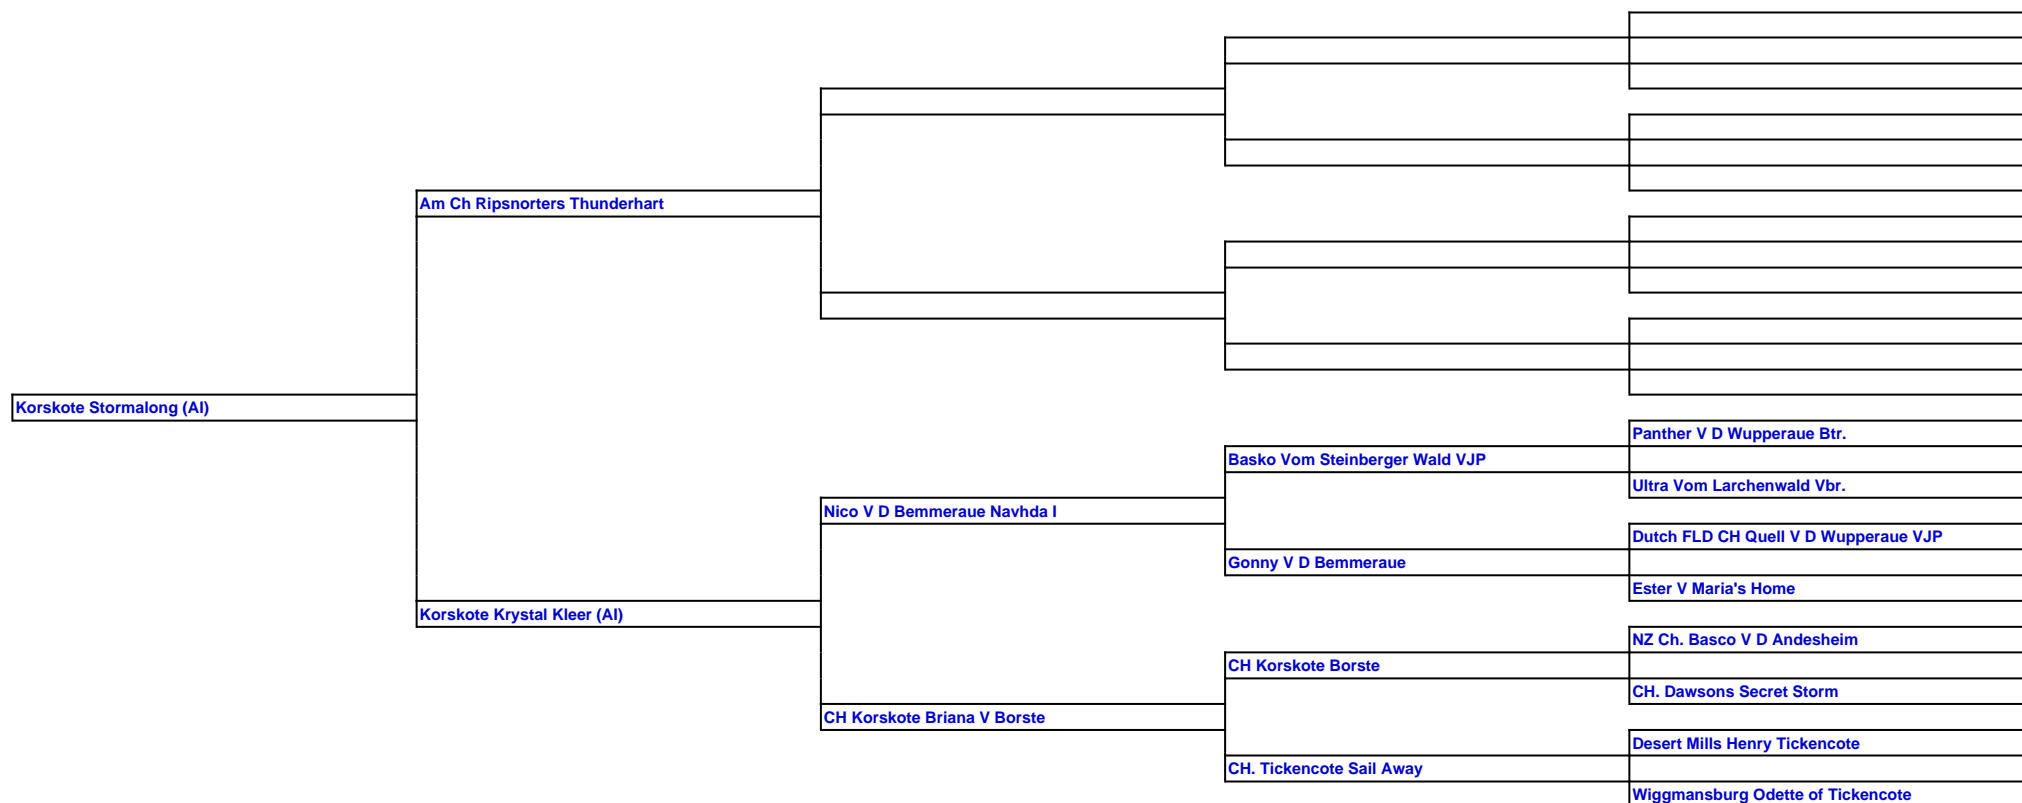 Am Ch Ripsnorters Thunderhart
Korskote Stormalong (AI)
Panther V D Wupperaue Btr.
Basko Vom Steinberger Wald VJP
Ultra Vom Larchenwald Vbr.
Nico V D Bemmeraue Navhda I
Dutch FLD CH Quell V D Wupperaue VJP
Gonny V D Bemmeraue
Ester V Maria's Home
Korskote Krystal Kleer (AI)
NZ Ch. Basco V D Andesheim
CH Korskote Borste
CH. Dawsons Secret Storm
CH Korskote Briana V Borste
Desert Mills Henry Tickencote
CH. Tickencote Sail Away
Wiggmansburg Odette of Tickencote